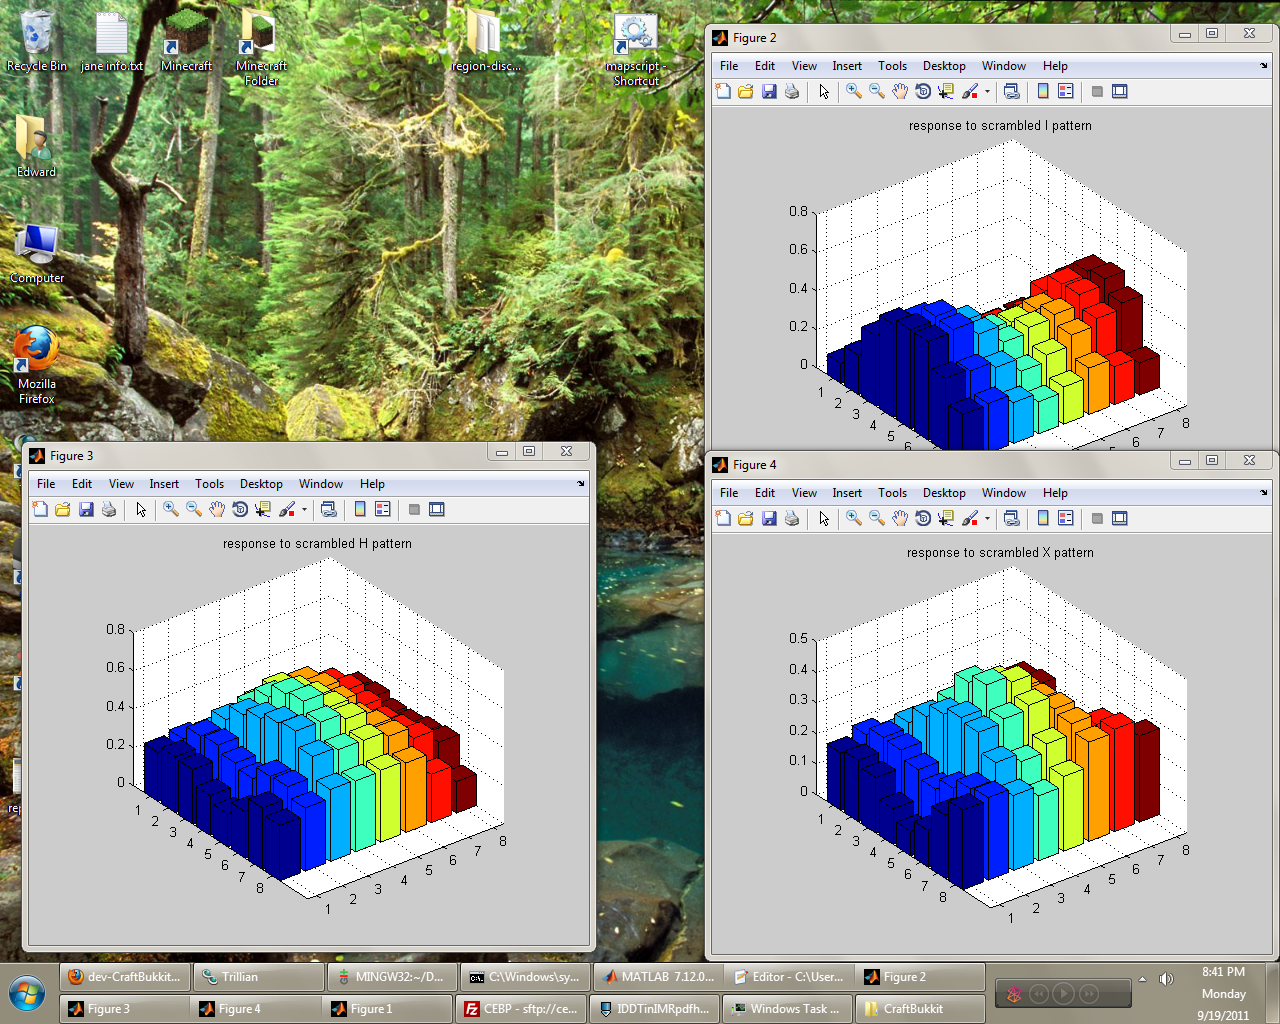 Recycle Bin
jane info.txt
Minecraft
Minecraft Folder
region-disc...
mapscript - Shortcut
Edward
Computer
Mozilla Firefox
Figure 2
File Edit View Insert Tools Desktop Window Help
response to scrambled I pattern
0.8
0.6
0.4
0.2
0
1 2 3 4 5 6
6 7 8
Figure 3
File Edit View Insert Tools Desktop Window Help
response to scrambled H pattern
0.8
0.6
0.4
0.2
0
1 2 3 4 5 6 7 8
1 2 3 4 5 6 7 8
Figure 4
File Edit View Insert Tools Desktop Window Help
response to scrambled X pattern
0.5
0.4
0.3
0.2
0.1
0
1 2 3 4 5 6 7 8
1 2 3 4 5 6 7 8
dev-CraftBukkit...
Trillian
MINGW32:~/D...
C:\Windows\sy...
MATLAB 7.12.0...
Editor - C:\User...
Figure 2
Figure 3
Figure 4
Figure 1
CEBP - sftp://ce...
IDDTinIMRpdfh...
Windows Task ...
CraftBukkit
8:41 PM
Monday
9/19/2011